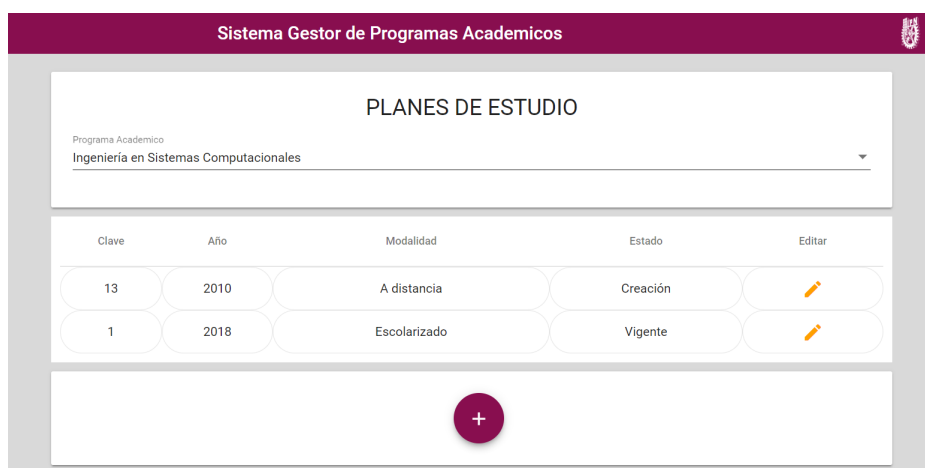 Sistema Gestor de Programas Academicos
PLANES DE ESTUDIO
Programa Academico
Ingeniería en Sistemas Computacionales
Clave Año Modalidad Estado Editar
13 2010 A distancia Creación
1 2018 Escolarizado Vigente
+